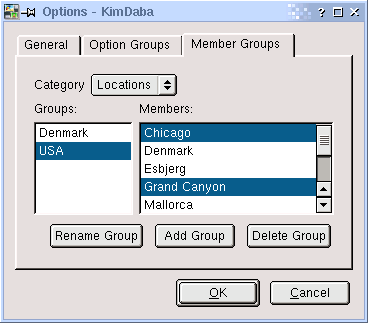 Options - KimDaba
General Option Groups Member Groups
Category Locations
Groups: Members:
Denmark Chicago
USA Denmark
Esbjerg
Grand Canyon
Mallorca
Rename Group Add Group Delete Group
OK Cancel